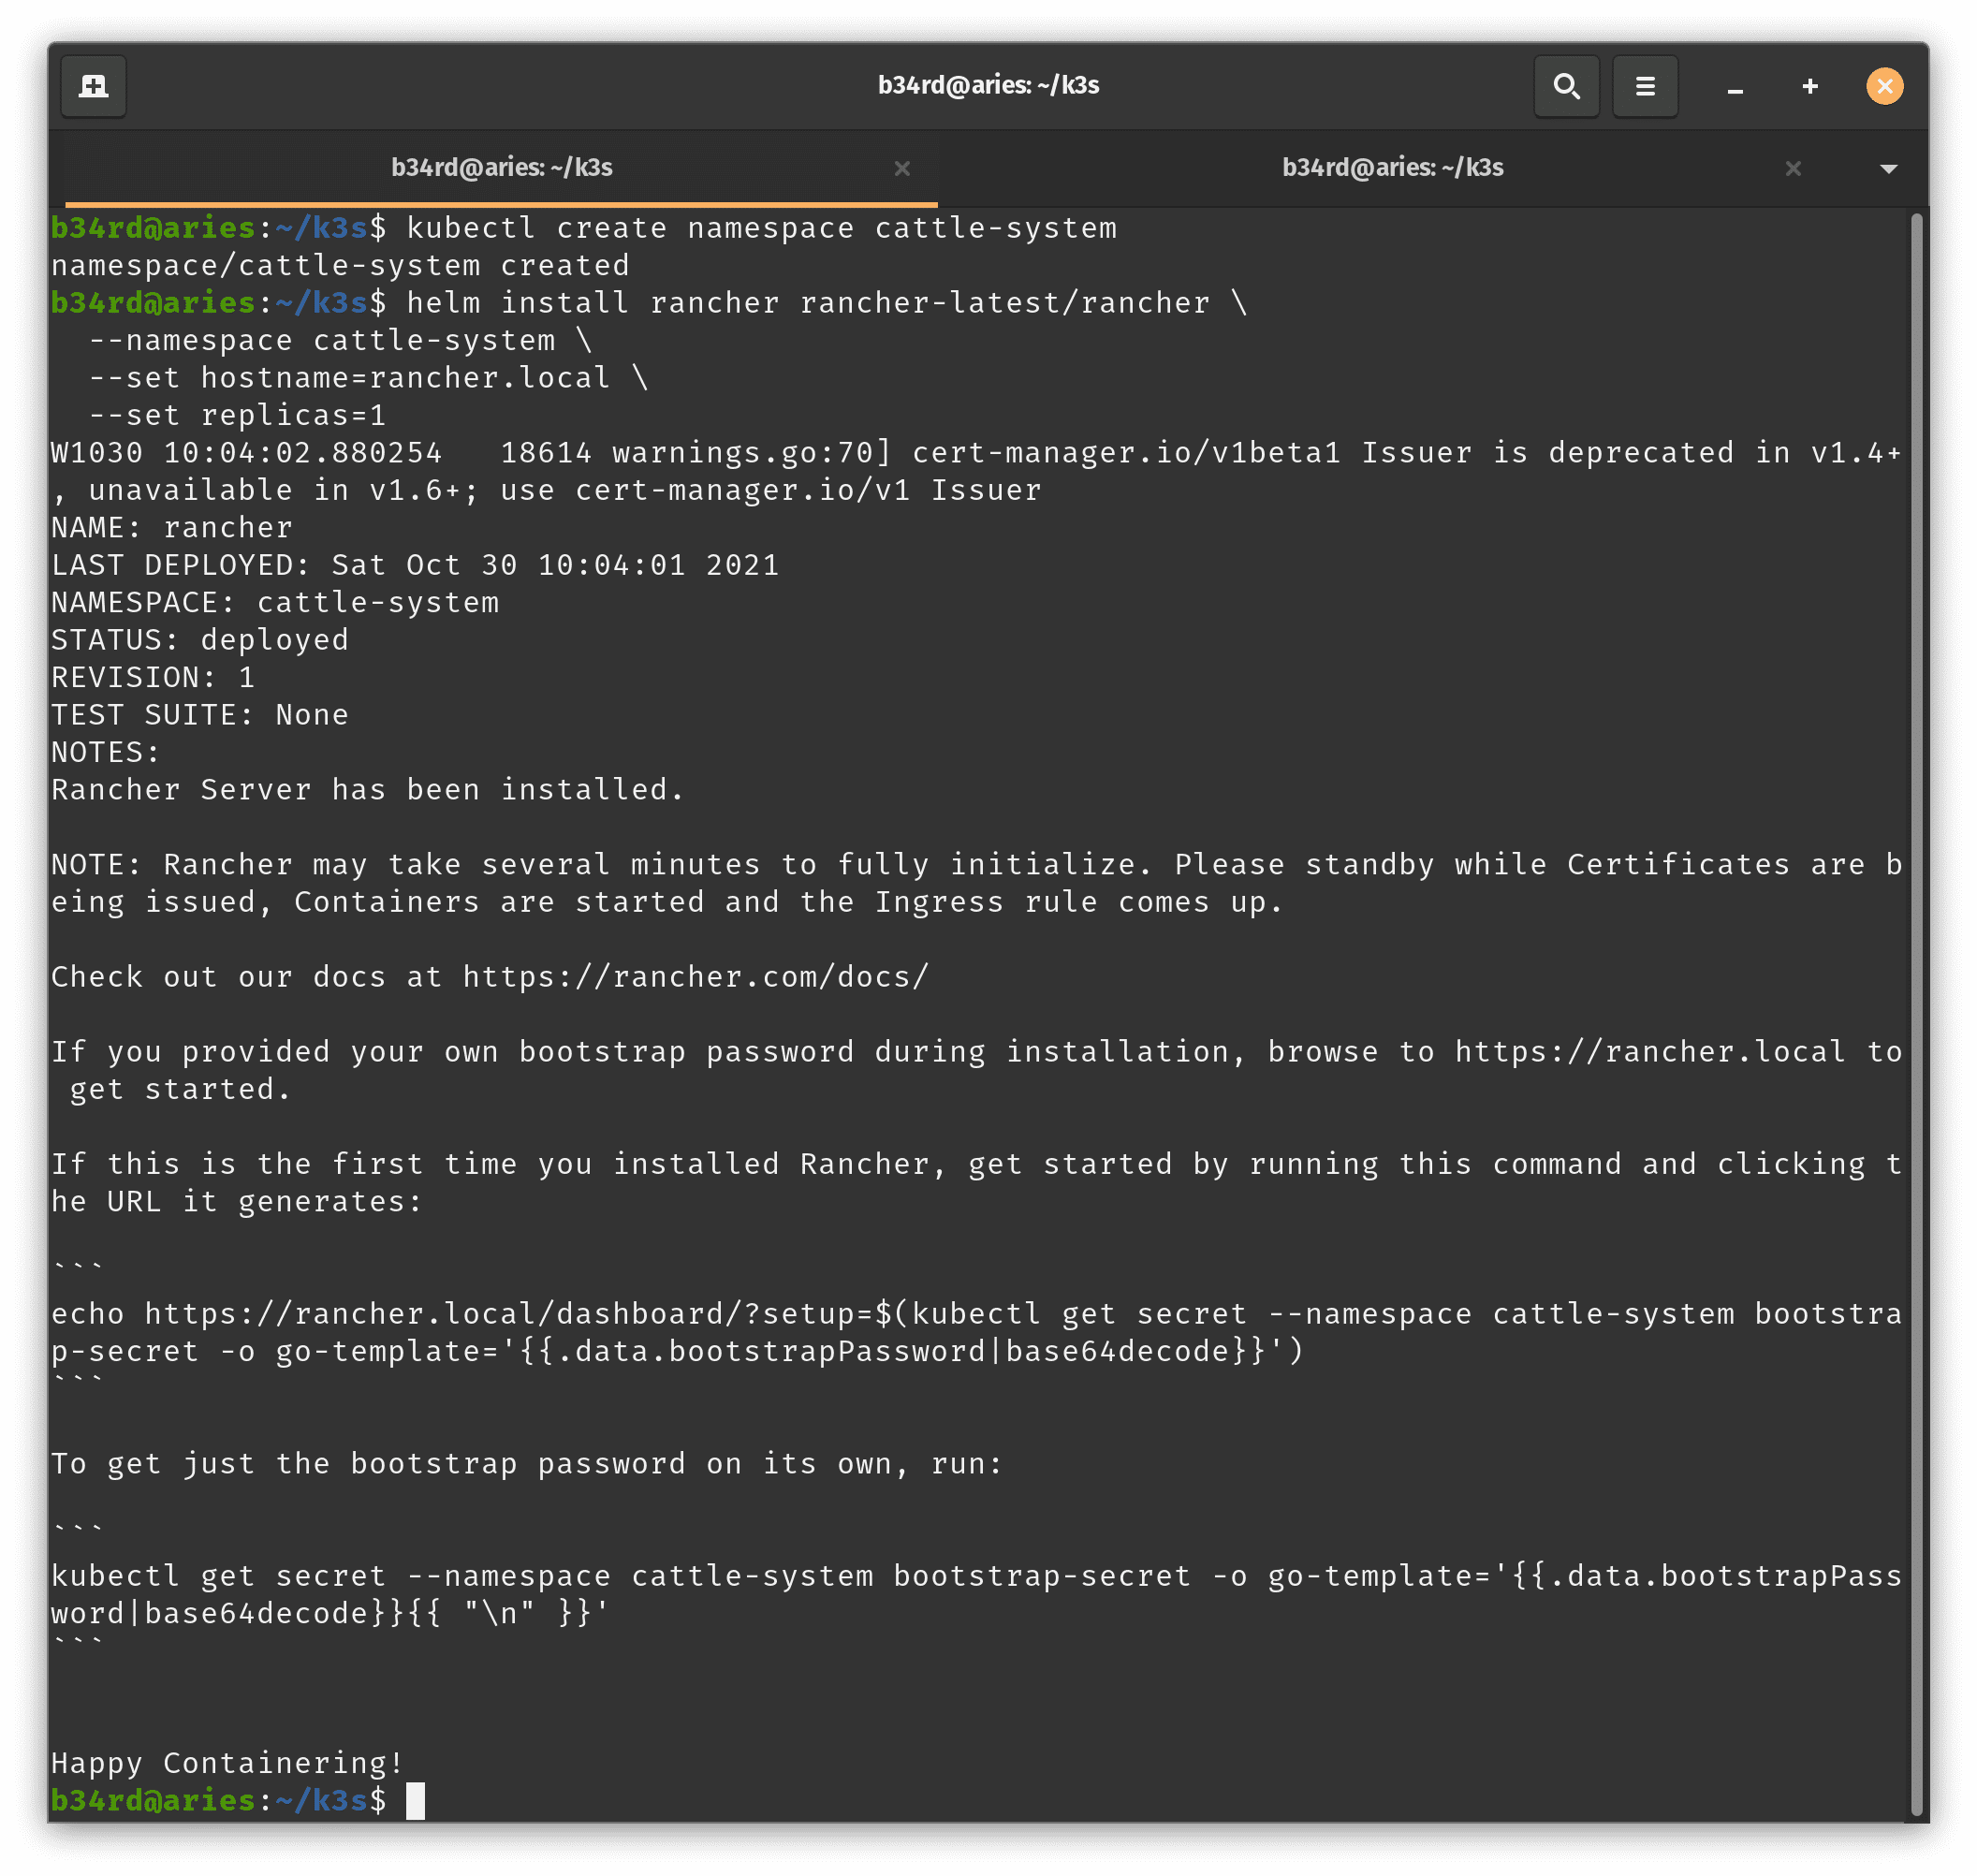 b34rd@aries: ~/k3s
b34rd@aries: ~/k3s
b34rd@aries: ~/k3s
b34rd@aries:~/k3s$ kubectl create namespace cattle-system
namespace/cattle-system created
b34rd@aries:~/k3s$ helm install rancher rancher-latest/rancher \
  --namespace cattle-system \
  --set hostname=rancher.local \
  --set replicas=1
W1030 10:04:02.880254   18614 warnings.go:70] cert-manager.io/v1beta1 Issuer is deprecated in v1.4+
, unavailable in v1.6+; use cert-manager.io/v1 Issuer
NAME: rancher
LAST DEPLOYED: Sat Oct 30 10:04:01 2021
NAMESPACE: cattle-system
STATUS: deployed
REVISION: 1
TEST SUITE: None
NOTES:
Rancher Server has been installed.
NOTE: Rancher may take several minutes to fully initialize. Please standby while Certificates are b
eing issued, Containers are started and the Ingress rule comes up.
Check out our docs at https://rancher.com/docs/
If you provided your own bootstrap password during installation, browse to https://rancher.local to
 get started.
If this is the first time you installed Rancher, get started by running this command and clicking t
he URL it generates:
```
echo https://rancher.local/dashboard/?setup=$(kubectl get secret --namespace cattle-system bootstra
p-secret -o go-template='{{.data.bootstrapPassword|base64decode}}')
```
To get just the bootstrap password on its own, run:
```
kubectl get secret --namespace cattle-system bootstrap-secret -o go-template='{{.data.bootstrapPass
word|base64decode}}{{ "\n" }}'
```
Happy Containering!
b34rd@aries:~/k3s$